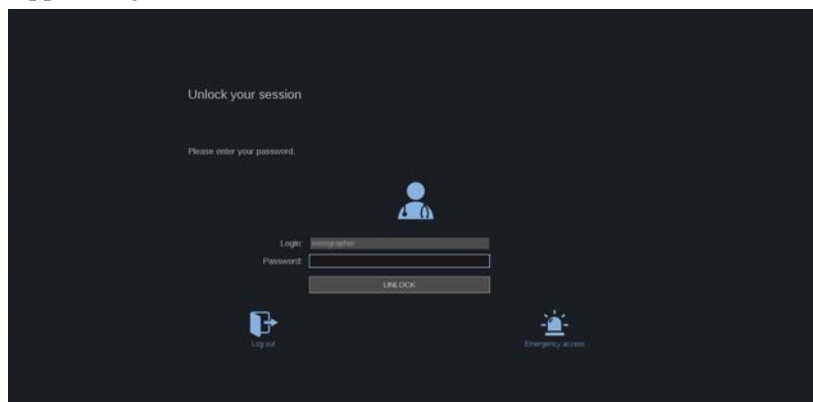 Unlock your session
Please enter your password.
Login: sonographer
Password:
UNLOCK
Log out
Emergency access